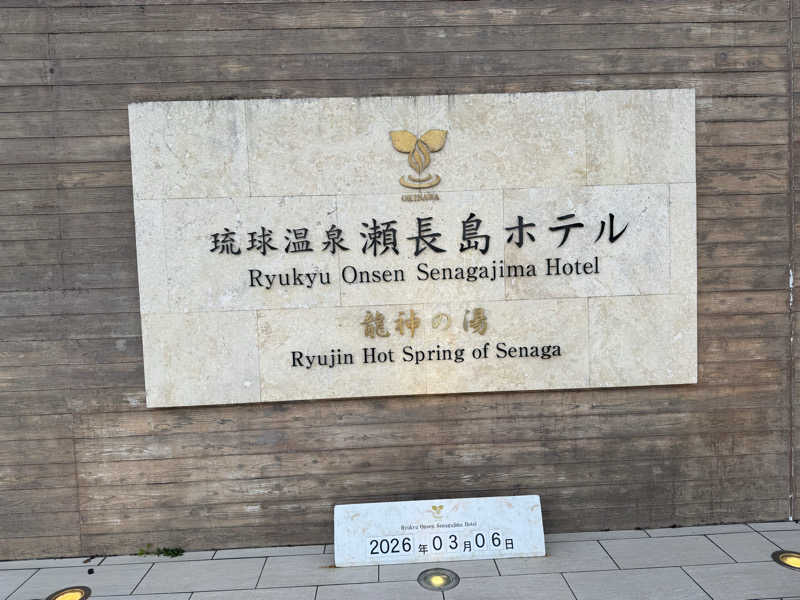 OKINAWA
琉球温泉 瀬長島ホテル
Ryukyu Onsen Senagajima Hotel
龍神の湯
Ryujin Hot Spring of Senaga
Ryukyu Onsen Senagajima Hotel
2026年03月06日